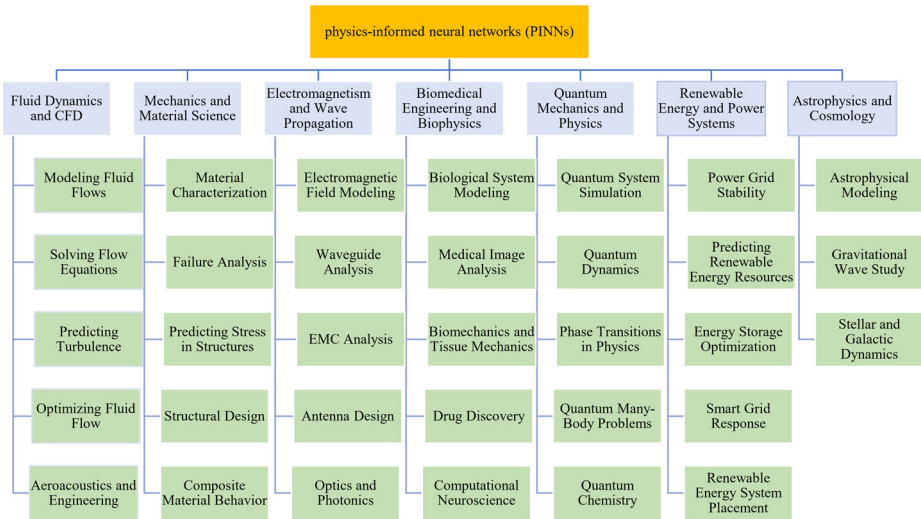 physics-informed neural networks (PINNs)
Fluid Dynamics
and CFD
Modeling Fluid
Flows
Solving Flow
Equations
Predicting
Turbulence
Optimizing Fluid
Flow
Aeroacoustics and
Engineering
Mechanics and
Material Science
Material
Characterization
Failure Analysis
Predicting Stress
in Structures
Structural Design
Composite
Material Behavior
Electromagnetism
and Wave
Propagation
Electromagnetic
Field Modeling
Waveguide
Analysis
EMC Analysis
Antenna Design
Optics and
Photonics
Biomedical
Engineering and
Biophysics
Biological System
Modeling
Medical Image
Analysis
Biomechanics and
Tissue Mechanics
Drug Discovery
Computational
Neuroscience
Quantum
Mechanics and
Physics
Quantum System
Simulation
Quantum
Dynamics
Phase Transitions
in Physics
Quantum Many-
Body Problems
Quantum
Chemistry
Renewable
Energy and Power
Systems
Power Grid
Stability
Predicting
Renewable
Energy Resources
Energy Storage
Optimization
Smart Grid
Response
Renewable
Energy System
Placement
Astrophysics and
Cosmology
Astrophysical
Modeling
Gravitational
Wave Study
Stellar and
Galactic
Dynamics